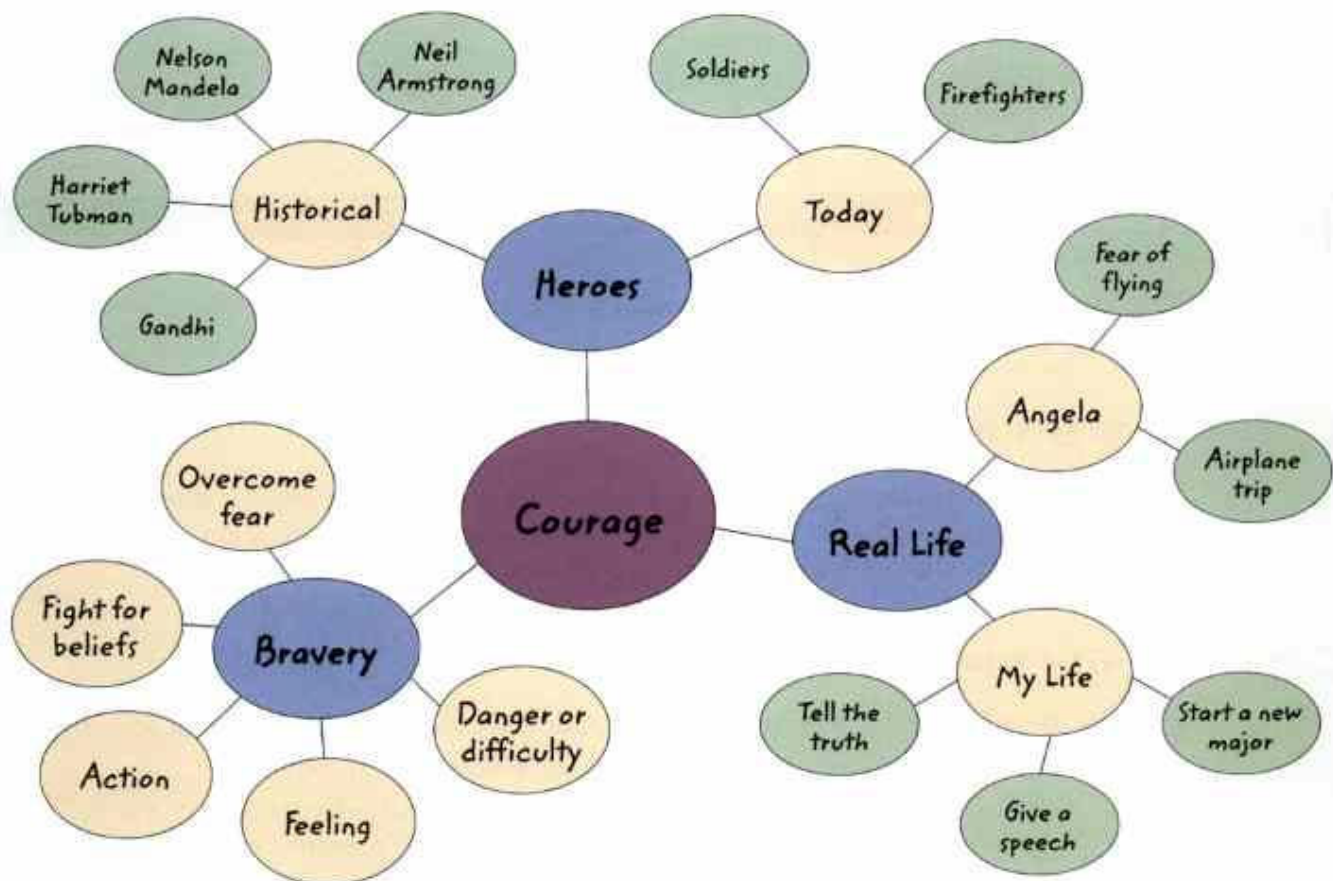 Nelson
Mandela
Neil
Armstrong
Soldiers
Firefighters
Harriet
Tubman
Historical
Today
Gandhi
Heroes
Fear of
flying
Angela
Airplane
trip
Courage
Real Life
Overcome
fear
Fight for
beliefs
Bravery
Action
Feeling
Danger or
difficulty
My Life
Tell the
truth
Start a new
major
Give a
speech